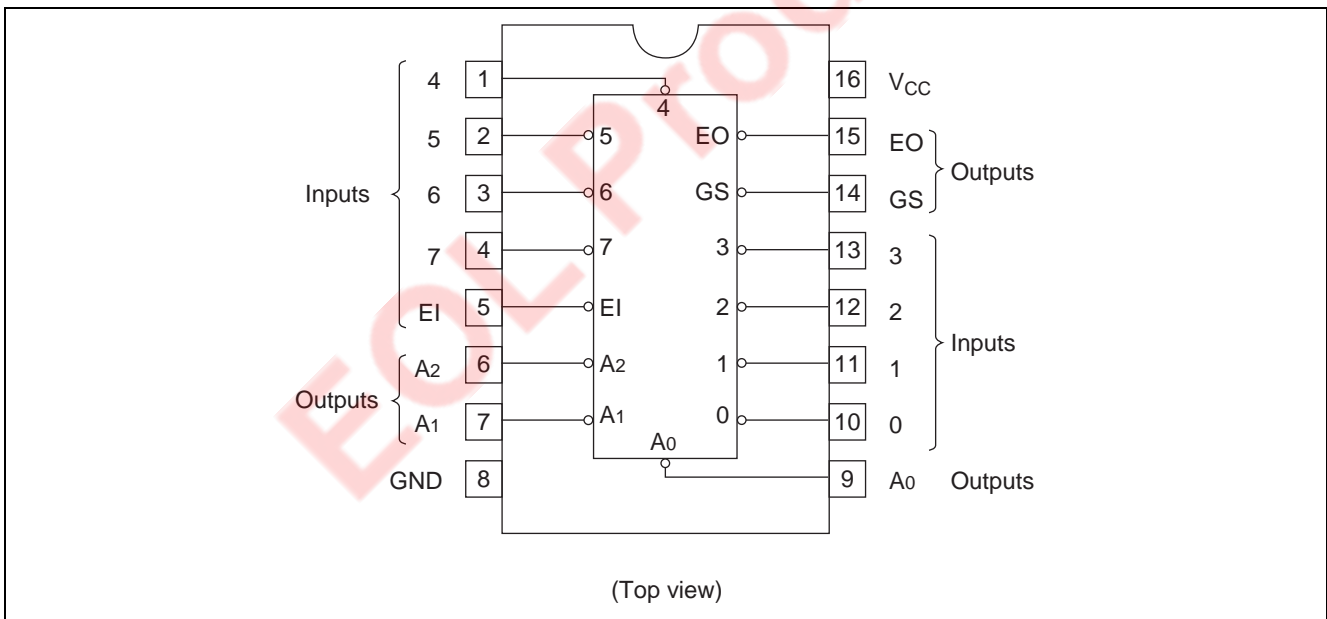 4 1 16 VCC
4
5 2 5 EO 15 EO
Outputs
Inputs 6 3 6 GS 14 GS
7 4 7 3 13 3
EI 5 EI 2 12 2
Inputs
A2 6 A2 1 11 1
Outputs
A1 7 A1 0 10 0
A0
GND 8 9 A0 Outputs
(Top view)
EOL